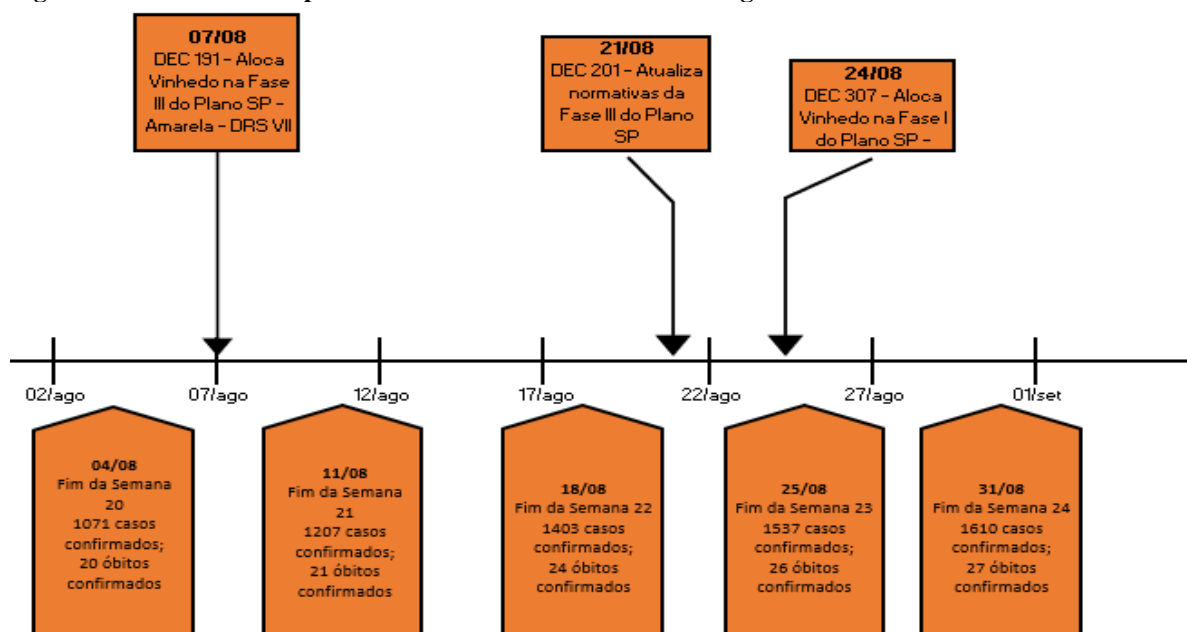 07/08
DEC 191 - Aloca
Vinhedo na Fase
III do Plano SP -
Amarela - DRS VII
21/08
DEC 201 - Atualiza
normativas da
Fase III do Plano
SP
24/08
DEC 307 - Aloca
Vinhedo na Fase I
do Plano SP -
02/ago
07/ago
12/ago
17/ago
22/ago
27/ago
01/set
04/08
Fim da Semana
20
1071 casos
confirmados;
20 óbitos
confirmados
11/08
Fim da Semana
21
1207 casos
confirmados;
21 óbitos
confirmados
18/08
Fim da Semana 22
1403 casos
confirmados;
24 óbitos
confirmados
25/08
Fim da Semana 23
1537 casos
confirmados;
26 óbitos
confirmados
31/08
Fim da Semana 24
1610 casos
confirmados;
27 óbitos
confirmados